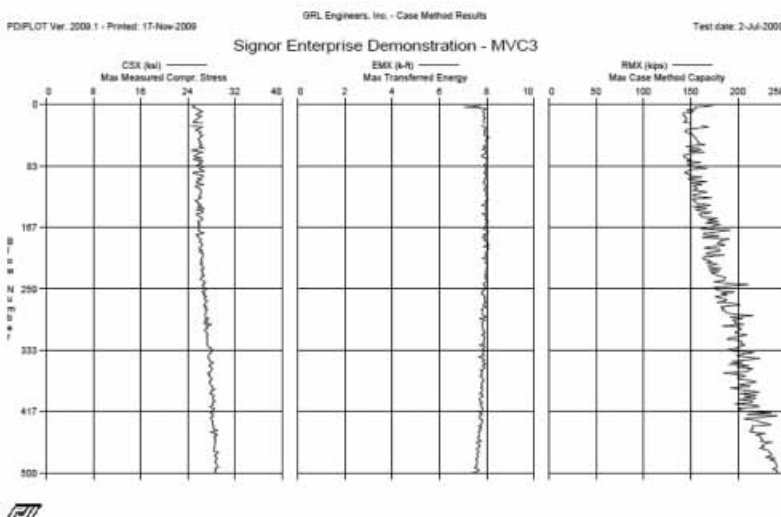 GRL Engineers, Inc. - Case Method Results
PDIPLOT Ver. 2009.1 - Printed: 17-Nov-2009
Test date: 2-Jul-2009
Signor Enterprise Demonstration - MVC3
CSX (ksi)
Max Measured Compr. Stress
EMX (k-ft)
Max Transferred Energy
RMX (kips)
Max Case Method Capacity
0 8 16 24 32 40
0 2 4 6 8 10
0 50 100 150 200 250
0
83
167
250
333
417
500
Blow Number